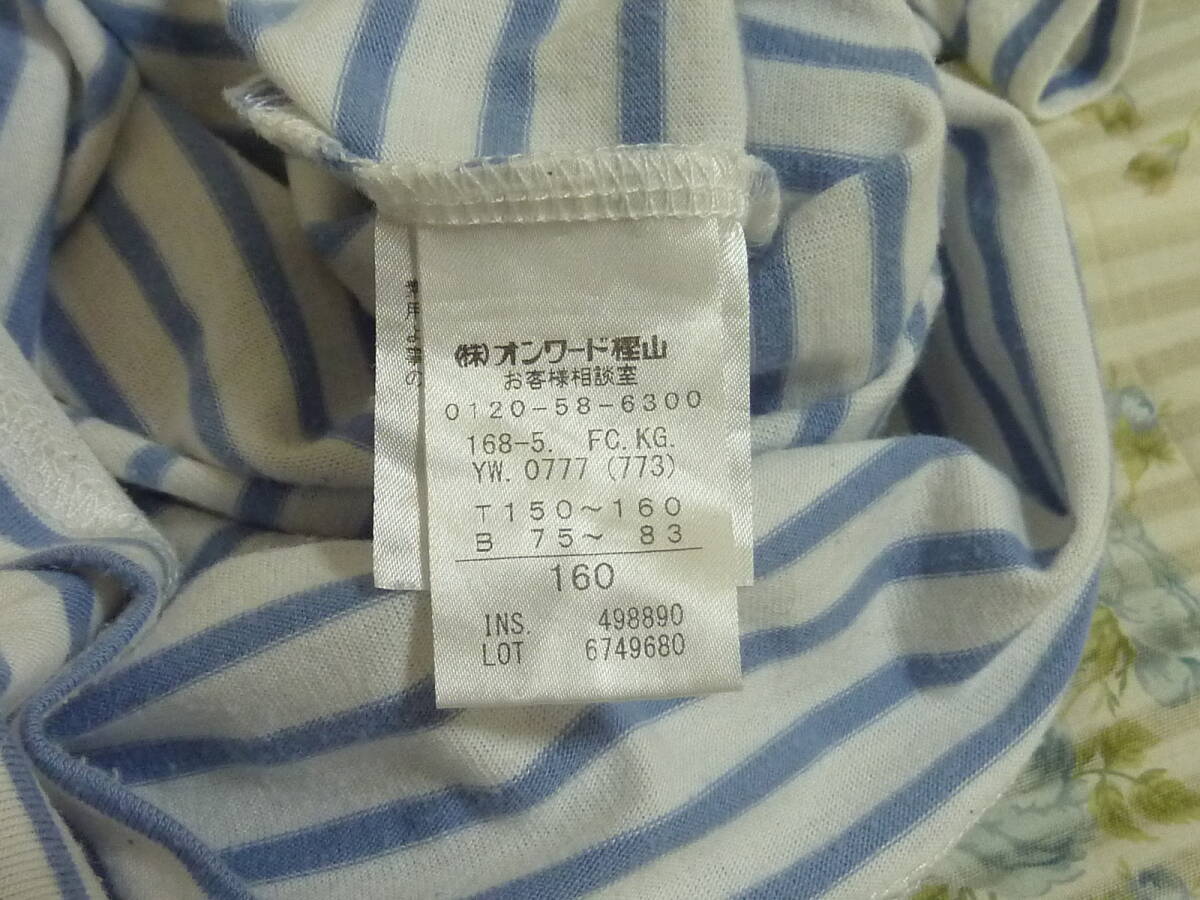 (株)オンワード樫山
お客様相談室
0120-58-6300
168-5. FC.KG.
YW. 0777 (773)
T150~160
B 75~ 83
160
INS. 498890
LOT 6749680